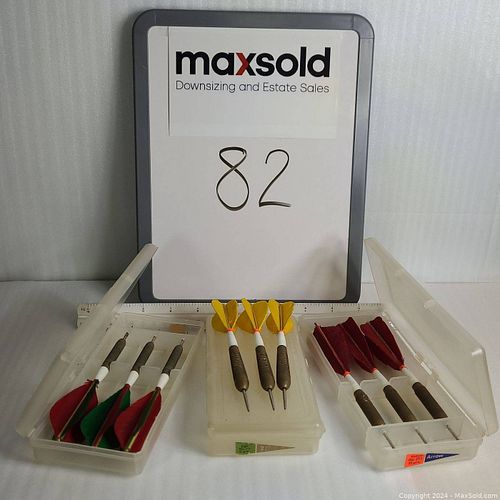 maxsold
Downsizing and Estate Sales
82
Arrow
Copyright 2024 - MaxSold.com